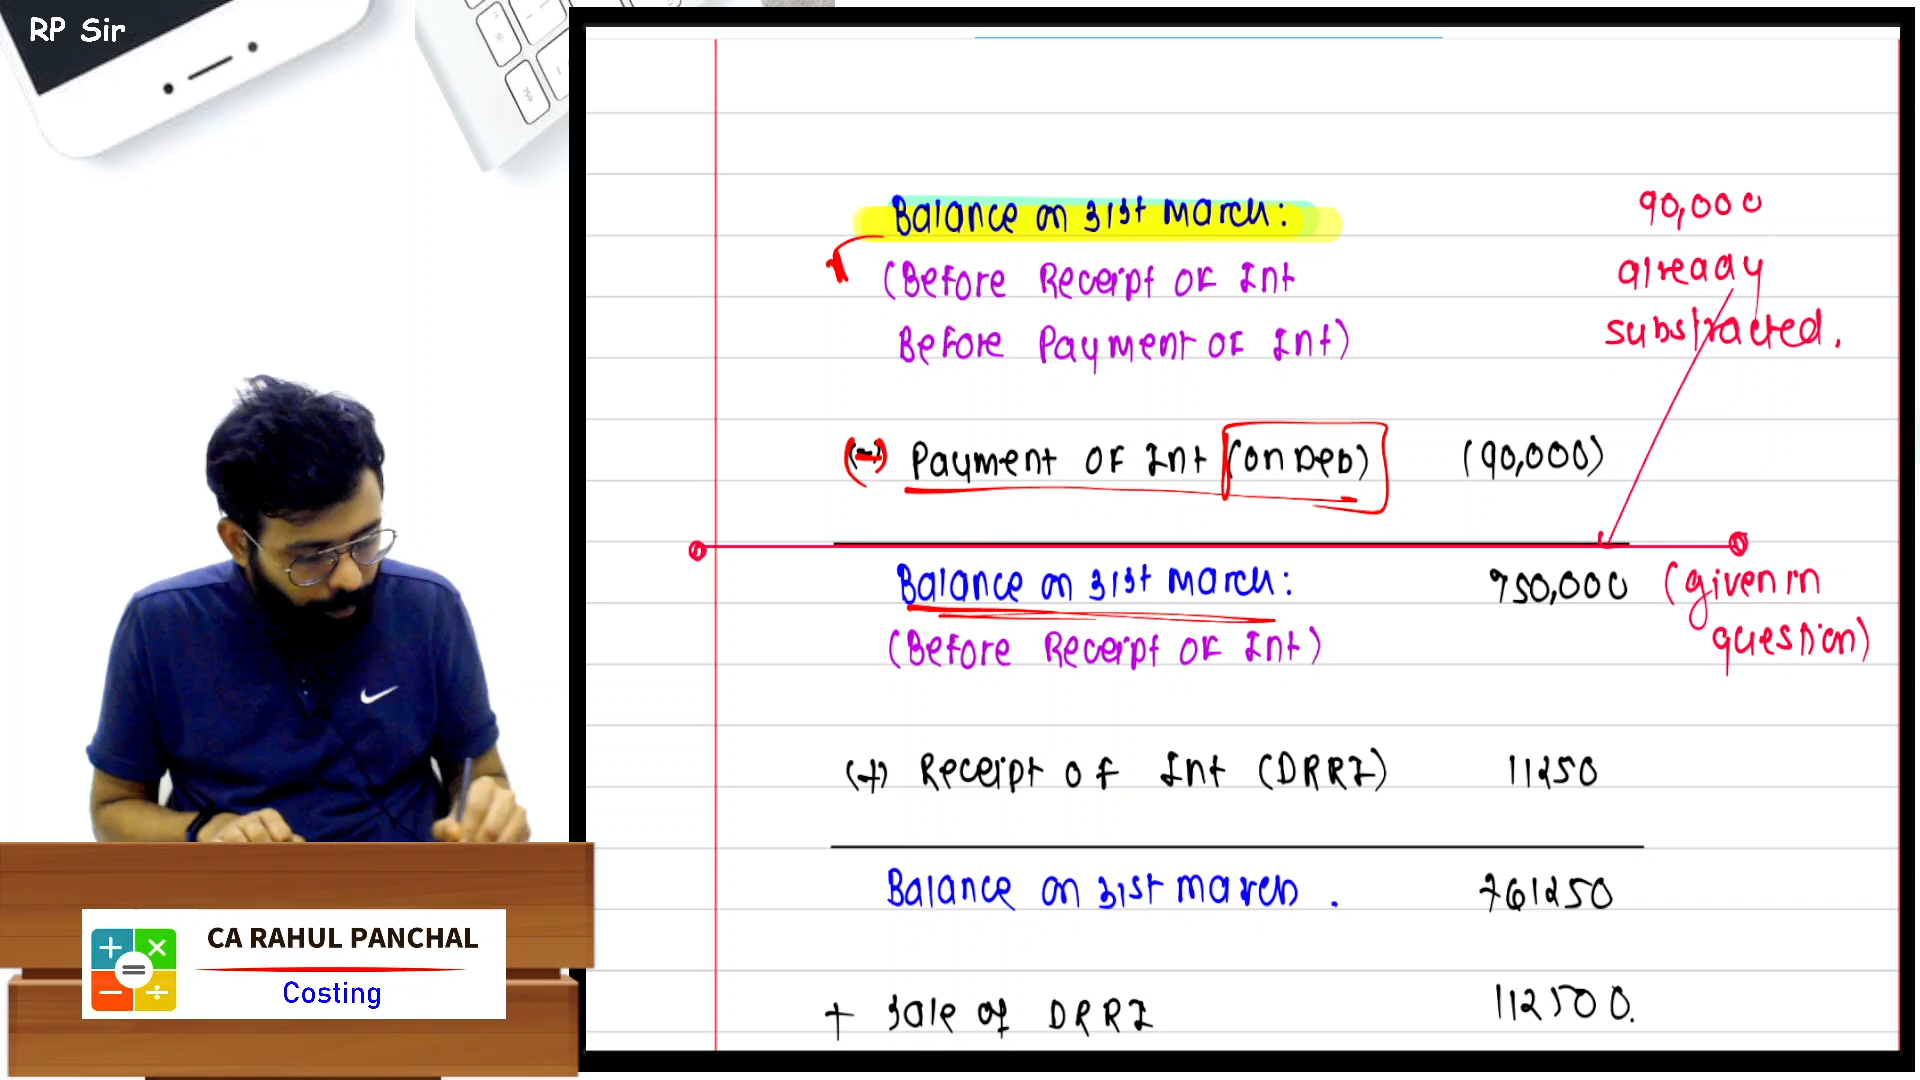 RP Sir
Balance on 31st March:
(Before Receipt of Int
Before Payment of Int)
90,000
already
substracted.
(-) Payment of Int (on Deb) (90,000)
Balance on 31st March: 750,000 (given in
question)
(Before Receipt of Int)
(+) Receipt of Int (DRRI) 11250
Balance on 31st march. 761250
+ Sale of DRRI 112500.
CA RAHUL PANCHAL
Costing